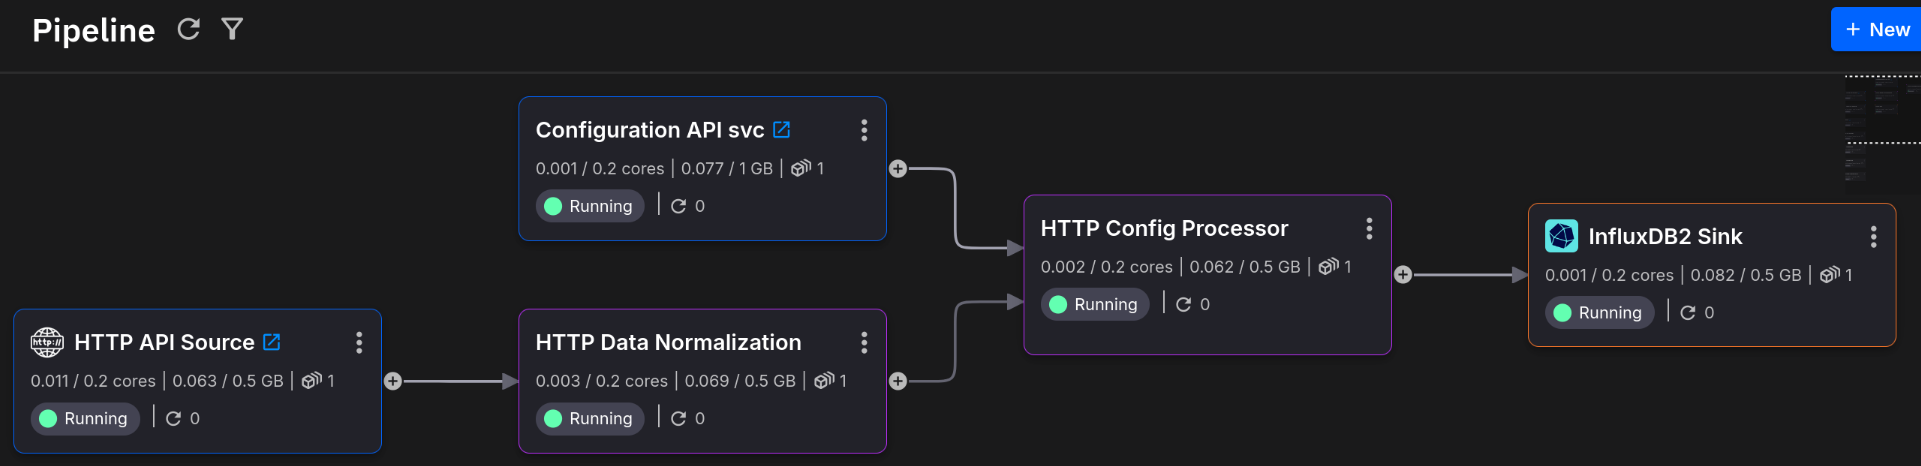 Pipeline
+ New
Configuration API svc
0.001 / 0.2 cores | 0.077 / 1 GB | 1
Running | 0
HTTP Config Processor
0.002 / 0.2 cores | 0.062 / 0.5 GB | 1
Running | 0
InfluxDB2 Sink
0.001 / 0.2 cores | 0.082 / 0.5 GB | 1
Running | 0
http://
HTTP API Source
0.011 / 0.2 cores | 0.063 / 0.5 GB | 1
Running | 0
HTTP Data Normalization
0.003 / 0.2 cores | 0.069 / 0.5 GB | 1
Running | 0